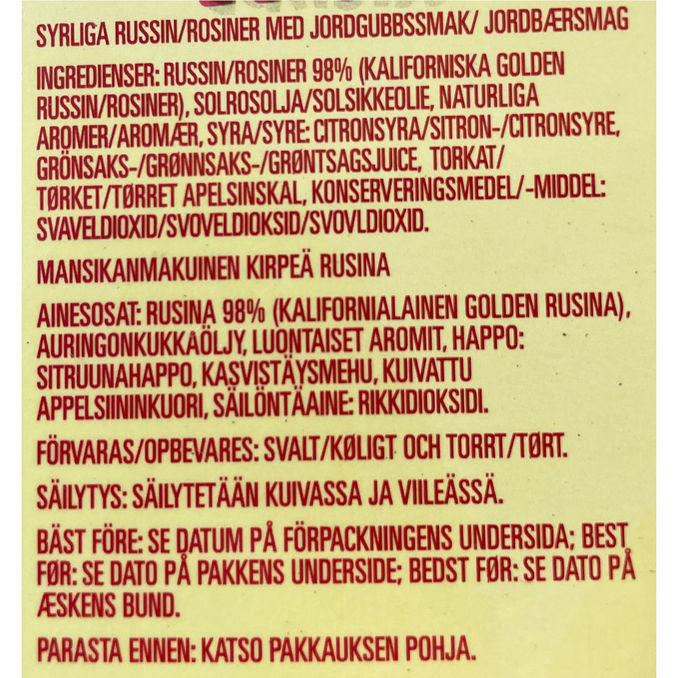 SYRLIGA RUSSIN/ROSINER MED JORDGUBBSSMAK/ JORDBÆRSMAG
INGREDIENSER: RUSSIN/ROSINER 98% (KALIFORNISKA GOLDEN
RUSSIN/ROSINER), SOLROSOLJA/SOLSIKKEOLIE, NATURLIGA
AROMER/AROMÆR, SYRA/SYRE: CITRONSYRA/SITRON-/CITRONSYRE,
GRÖNSAKS-/GRØNNSAKS-/GRØNTSAGSJUICE, TORKAT/
TØRKET/TØRRET APELSINSKAL, KONSERVERINGSMEDEL/-MIDDEL:
SVAVELDIOXID/SVOVELDIOKSID/SVOVLDIOXID.
MANSIKANMAKUINEN KIRPEÄ RUSINA
AINESOSAT: RUSINA 98% (KALIFORNIALAINEN GOLDEN RUSINA),
AURINGONKUKKAÖLJY, LUONTAISET AROMIT, HAPPO:
SITRUUNAHAPPO, KASVISTÄYSMEHU, KUIVATTU
APPELSIININKUORI, SÄILÖNTÄAINE: RIKKIDIOKSIDI.
FÖRVARAS/OPBEVARES: SVALT/KØLIGT OCH TORRT/TØRT.
SÄILYTYS: SÄILYTETÄÄN KUIVASSA JA VIILEÄSSÄ.
BÄST FÖRE: SE DATUM PÅ FÖRPACKNINGENS UNDERSIDA; BEST
FØR: SE DATO PÅ PAKKENS UNDERSIDE; BEDST FØR: SE DATO PÅ
ÆSKENS BUND.
PARASTA ENNEN: KATSO PAKKAUKSEN POHJA.